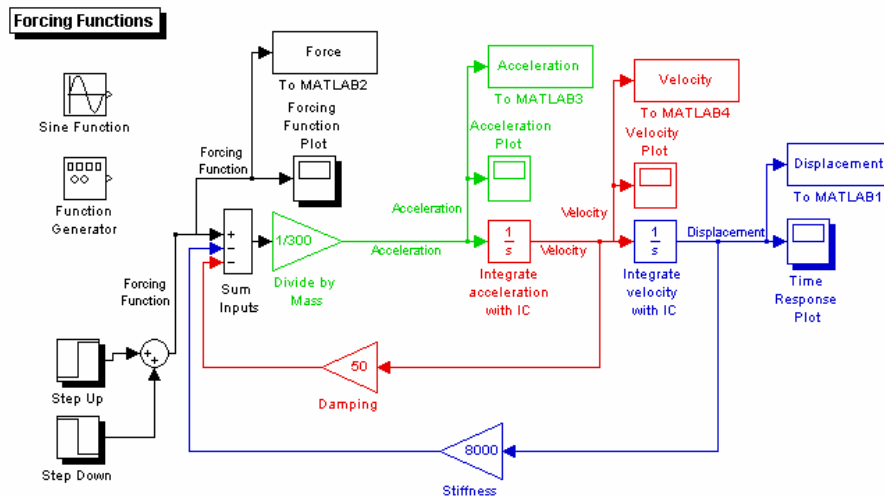 Forcing Functions
Force
To MATLAB2
Acceleration
To MATLAB3
Velocity
To MATLAB4
Displacement
To MATLAB1
Sine Function
Function
Generator
Forcing
Function
Forcing
Function
Plot
Acceleration
Plot
Velocity
Plot
Acceleration
Velocity
Displacement
+
−
−
Sum
Inputs
1/300
Divide by
Mass
Acceleration
1
s
Integrate
acceleration
with IC
Velocity
1
s
Integrate
velocity
with IC
Time
Response
Plot
Forcing
Function
+
+
Step Up
Step Down
50
Damping
8000
Stiffness